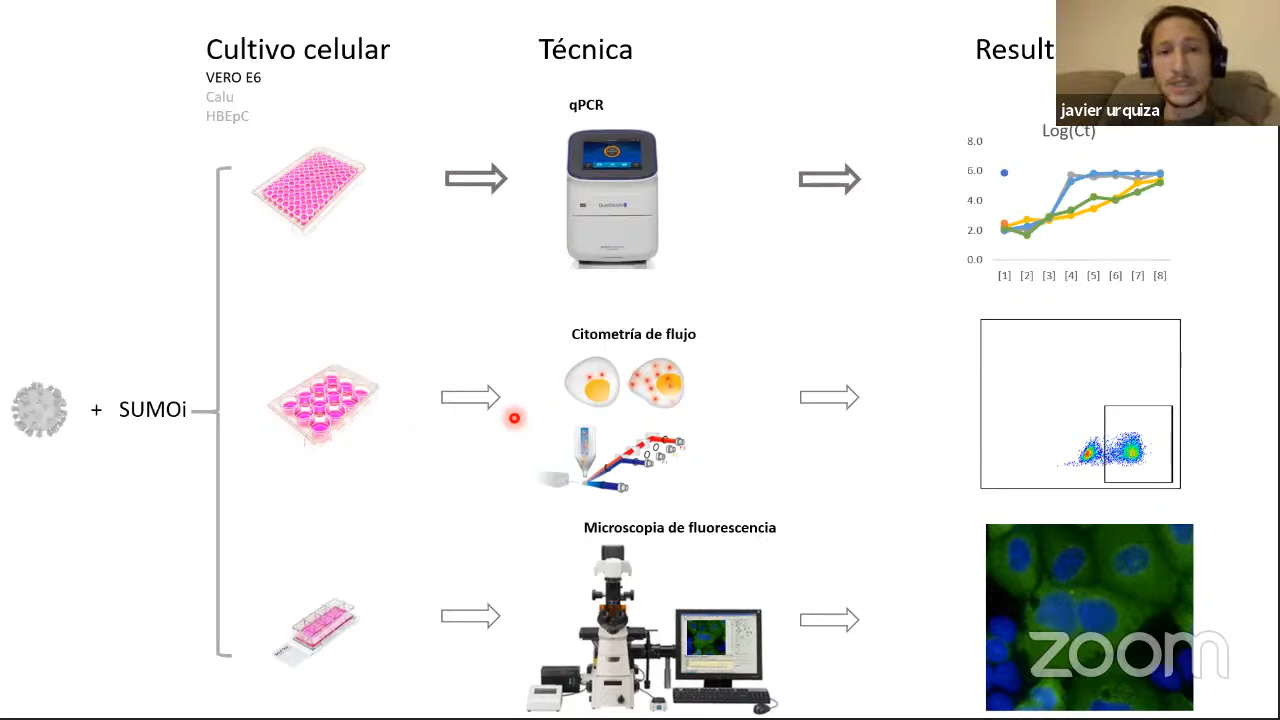 Cultivo celular
Técnica
Result
VERO E6
Calu
HBEpC
javier urquiza
qPCR
Log(Ct)
8.0
6.0
4.0
2.0
0.0
[1] [2] [3] [4] [5] [6] [7] [8]
Citometría de flujo
+ SUMOi
Microscopia de fluorescencia
zoom